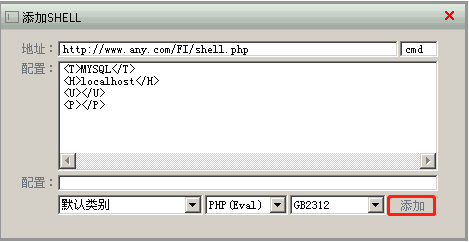 添加SHELL
地址： http://www.any.com/FI/shell.php cmd
配置： <T>MYSQL</T>
<H>localhost</H>
<U></U>
<P></P>
配置：
默认类别 PHP(Eval) GB2312 添加